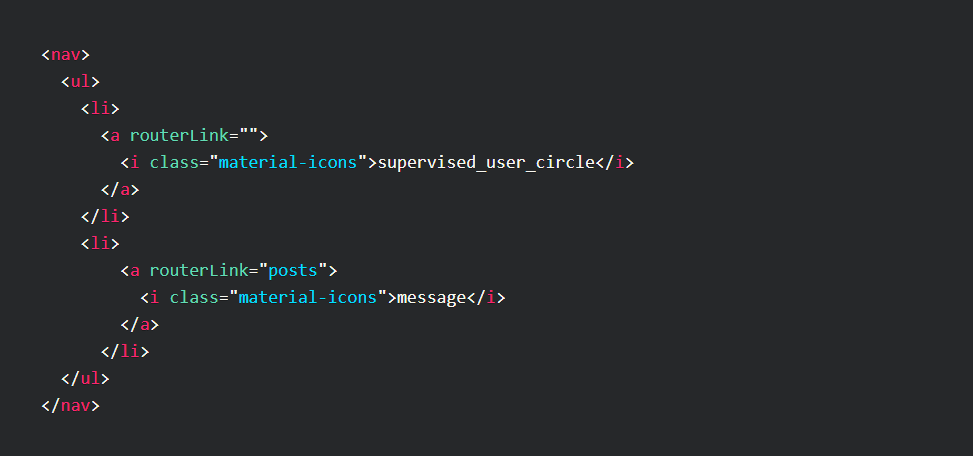 <nav>
  <ul>
    <li>
      <a routerLink="">
        <i class="material-icons">supervised_user_circle</i>
      </a>
    </li>
    <li>
        <a routerLink="posts">
          <i class="material-icons">message</i>
        </a>
      </li>
  </ul>
</nav>